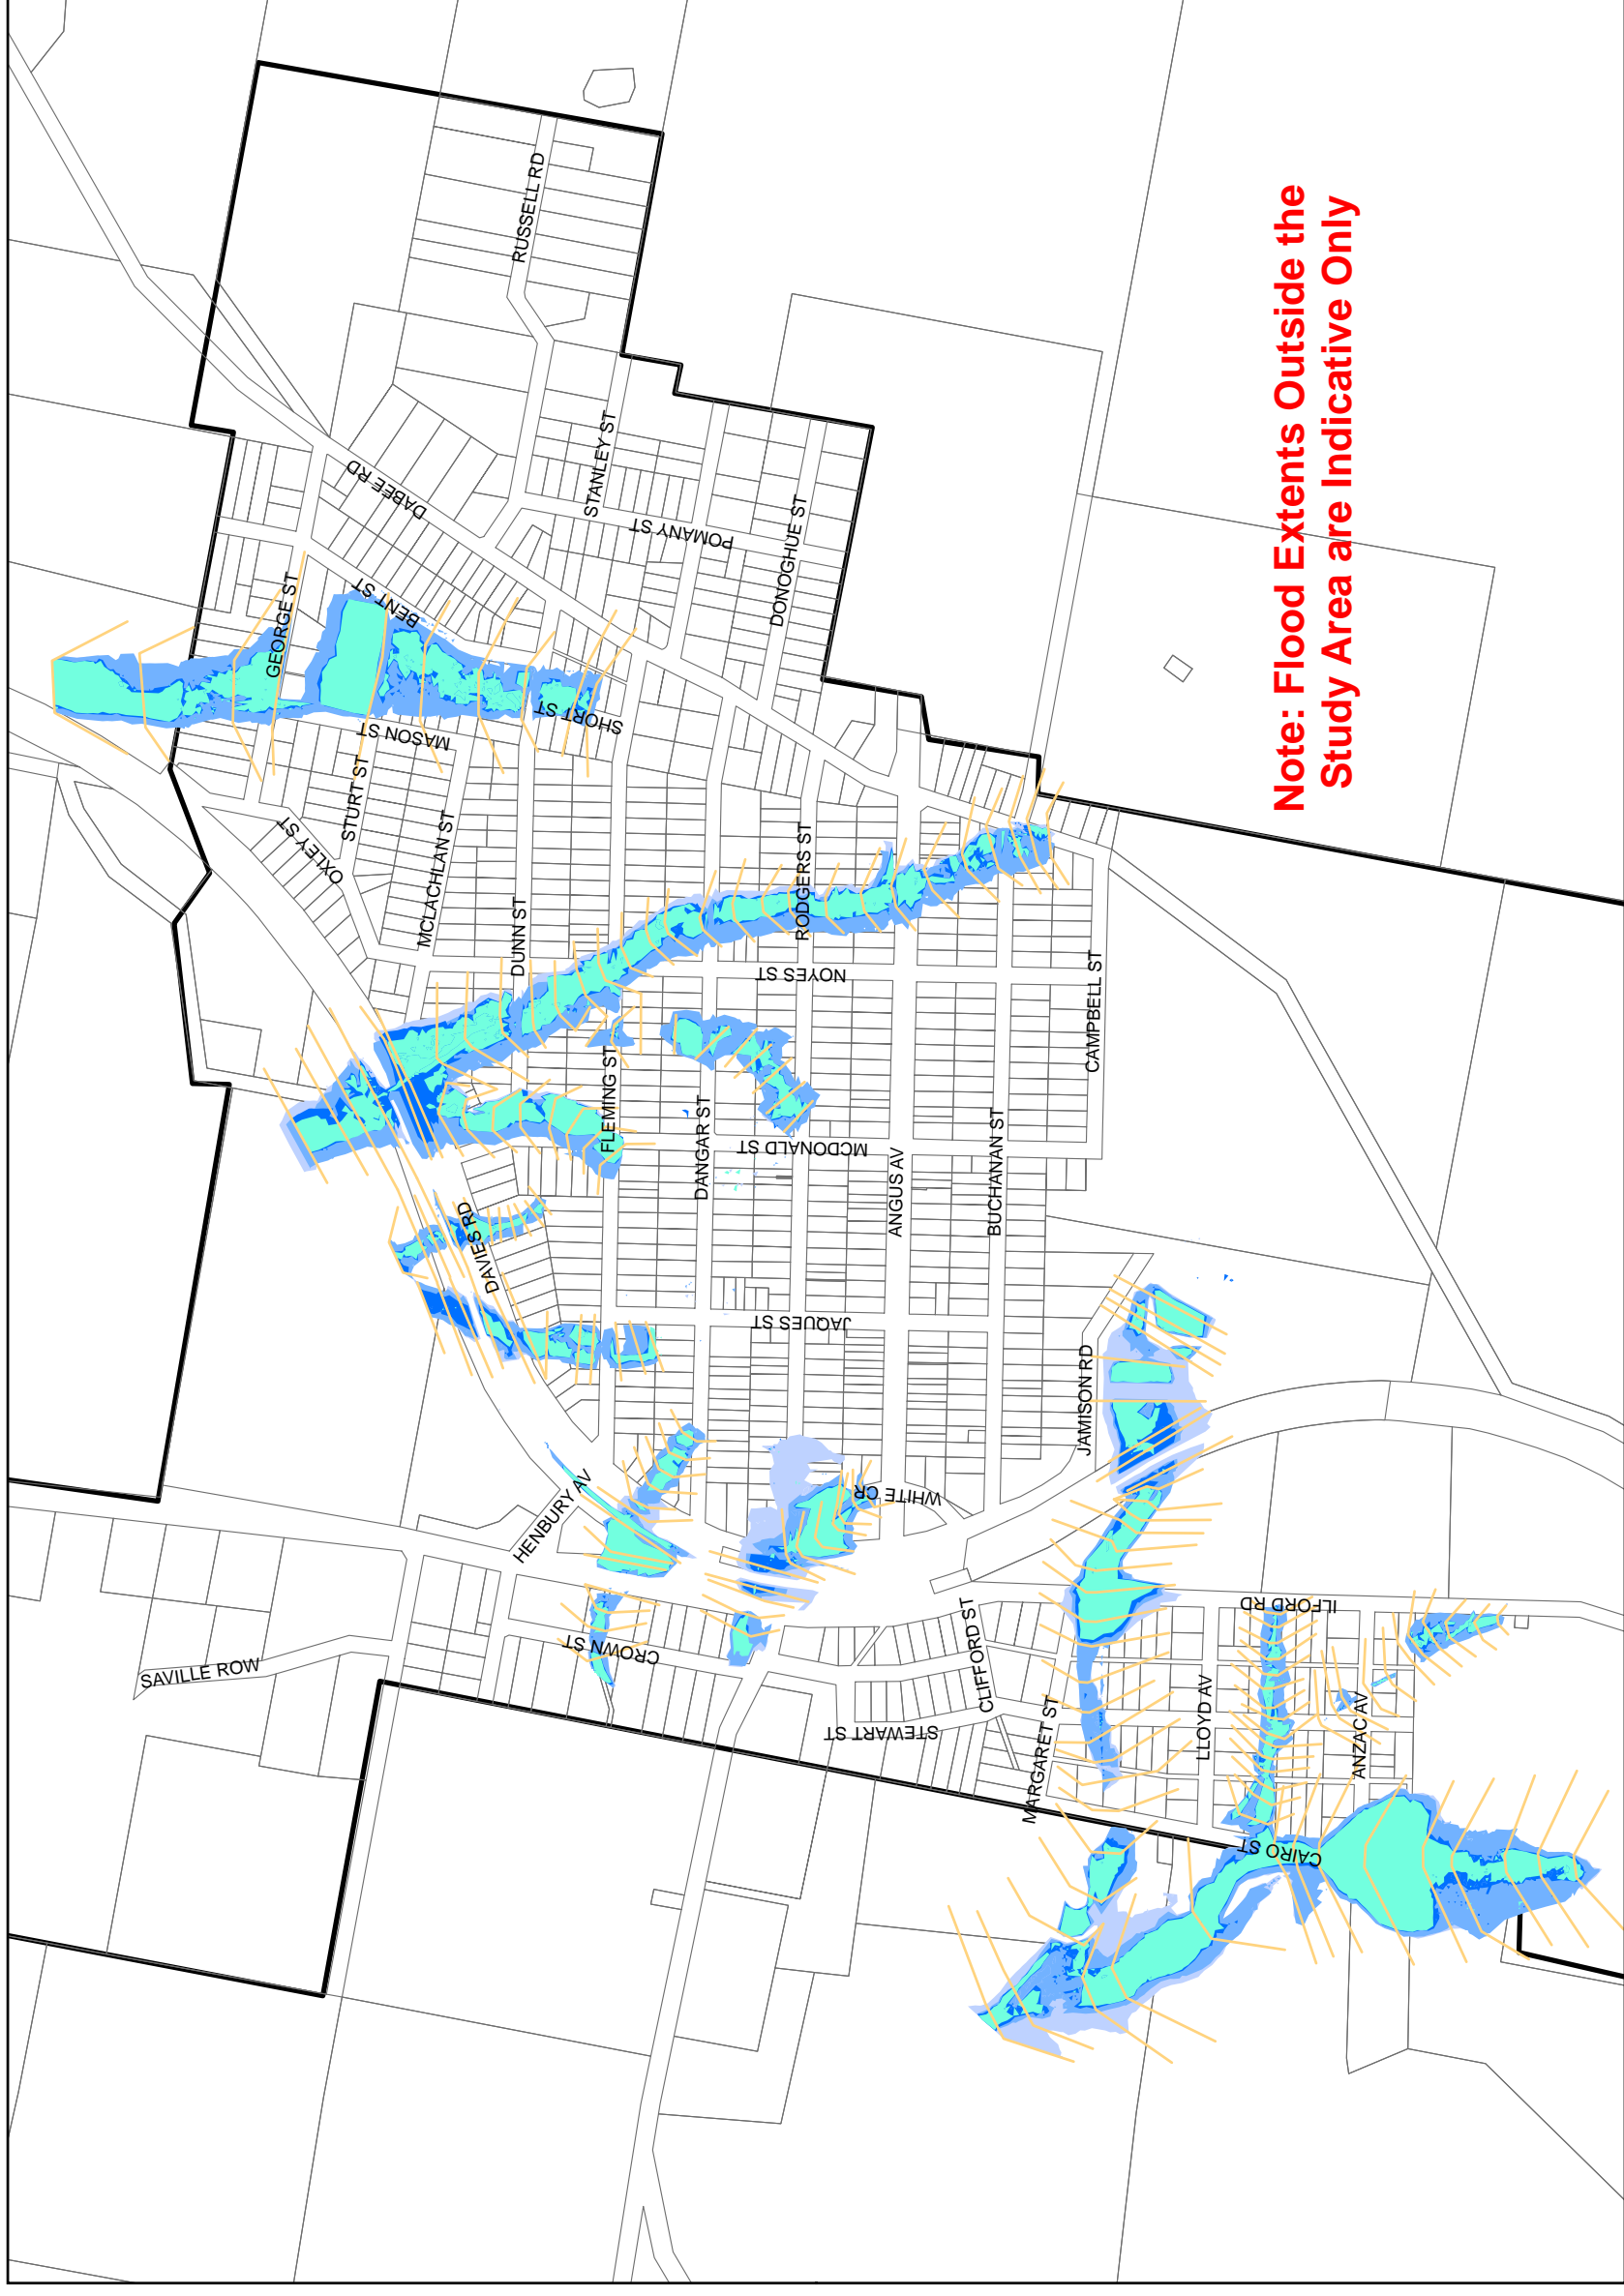 RUSSELL RD
DABEE RD
STANLEY ST
POMANY ST
DONOGHUE ST
BENT ST
GEORGE ST
SHORT ST
MASON ST
STURT ST
OXLEY ST
MCLACHLAN ST
DUNN ST
RODGERS ST
NOYES ST
CAMPBELL ST
FLEMING ST
DANGAR ST
MCDONALD ST
ANGUS AV
BUCHANAN ST
DAVIES RD
JAQUES ST
JAMISON RD
HENBURY AV
WHITE CR
CROWN ST
SAVILLE ROW
CLIFFORD ST
ILFORD RD
STEWART ST
MARGARET ST
LLOYD AV
ANZAC AV
CAIRO ST
Note: Flood Extents Outside the
Study Area are Indicative Only